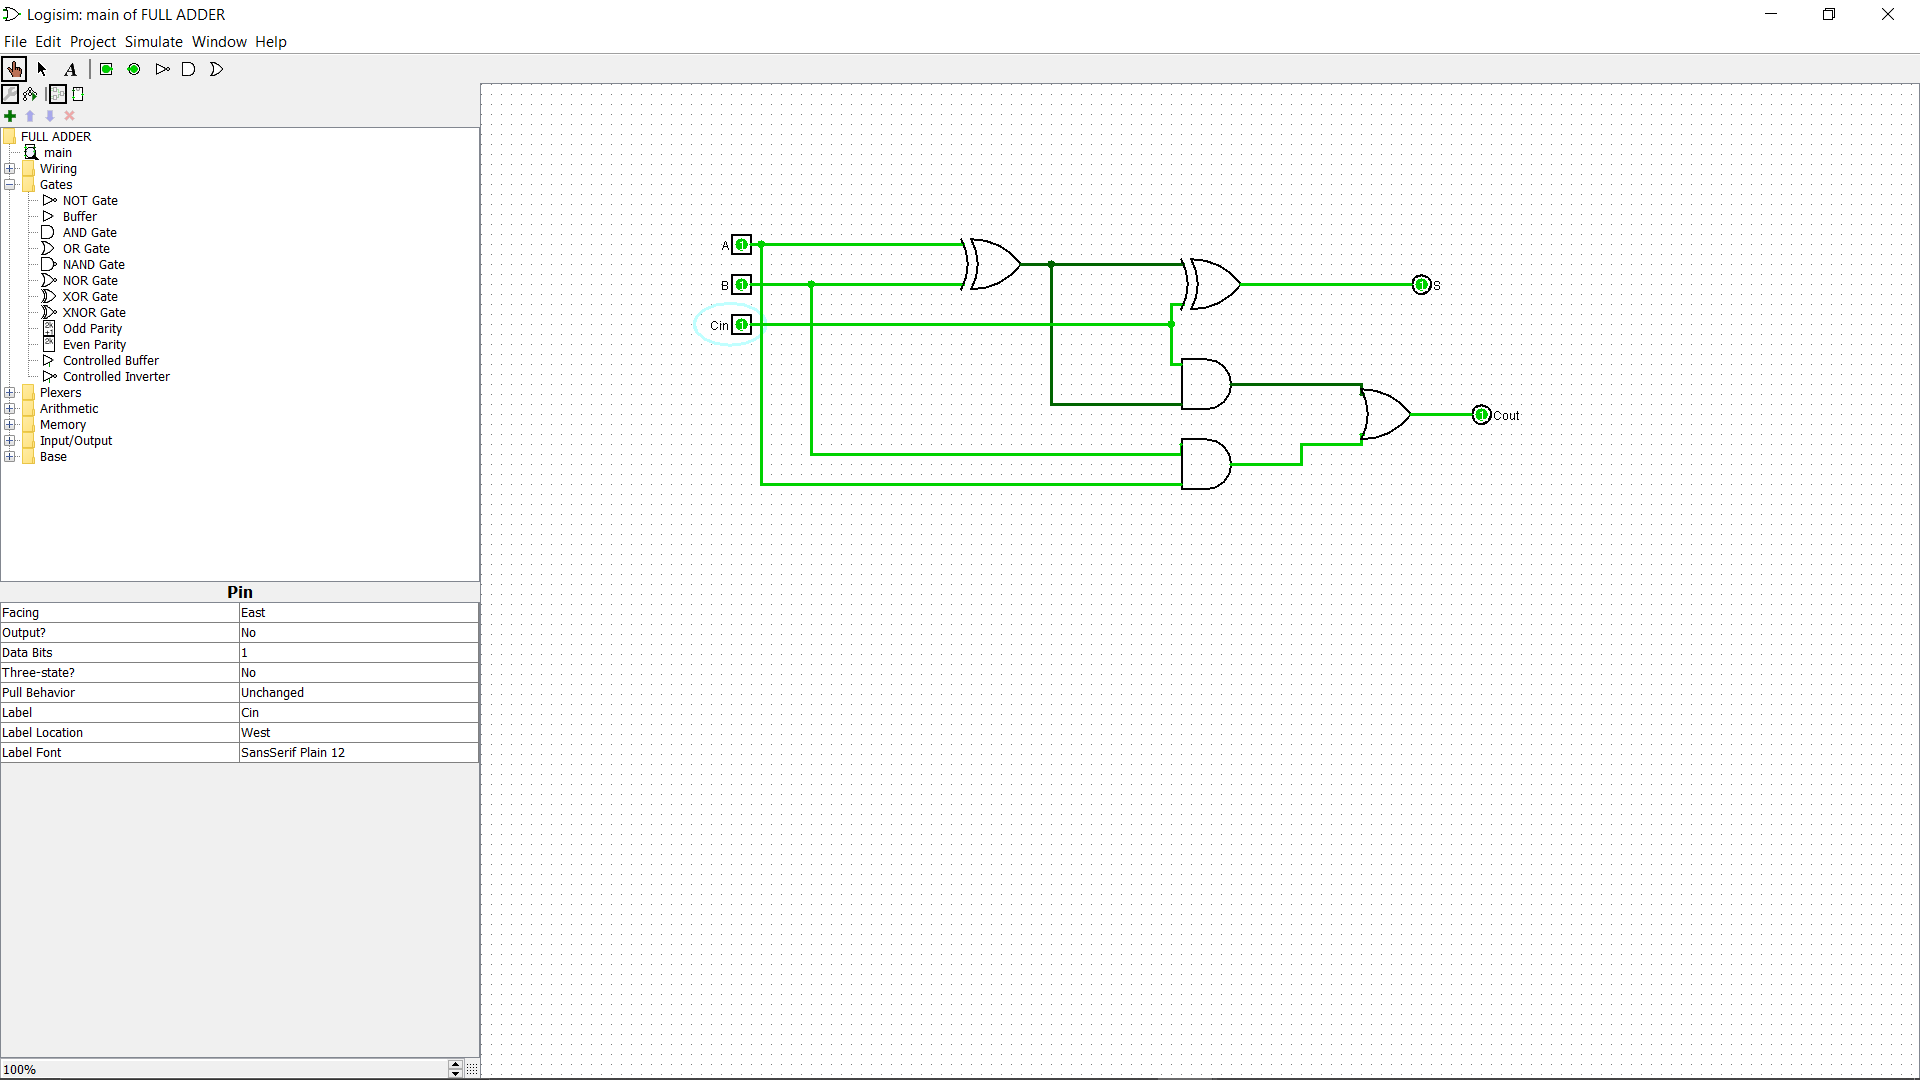 Logisim: main of FULL ADDER
File Edit Project Simulate Window Help
A
FULL ADDER
main
Wiring
Gates
NOT Gate
Buffer
AND Gate
OR Gate
NAND Gate
NOR Gate
XOR Gate
XNOR Gate
Odd Parity
Even Parity
Controlled Buffer
Controlled Inverter
Plexers
Arithmetic
Memory
Input/Output
Base
Pin
Facing East
Output? No
Data Bits 1
Three-state? No
Pull Behavior Unchanged
Label Cin
Label Location West
Label Font SansSerif Plain 12
100%
A 1
B 1
Cin 1
1 S
1 Cout